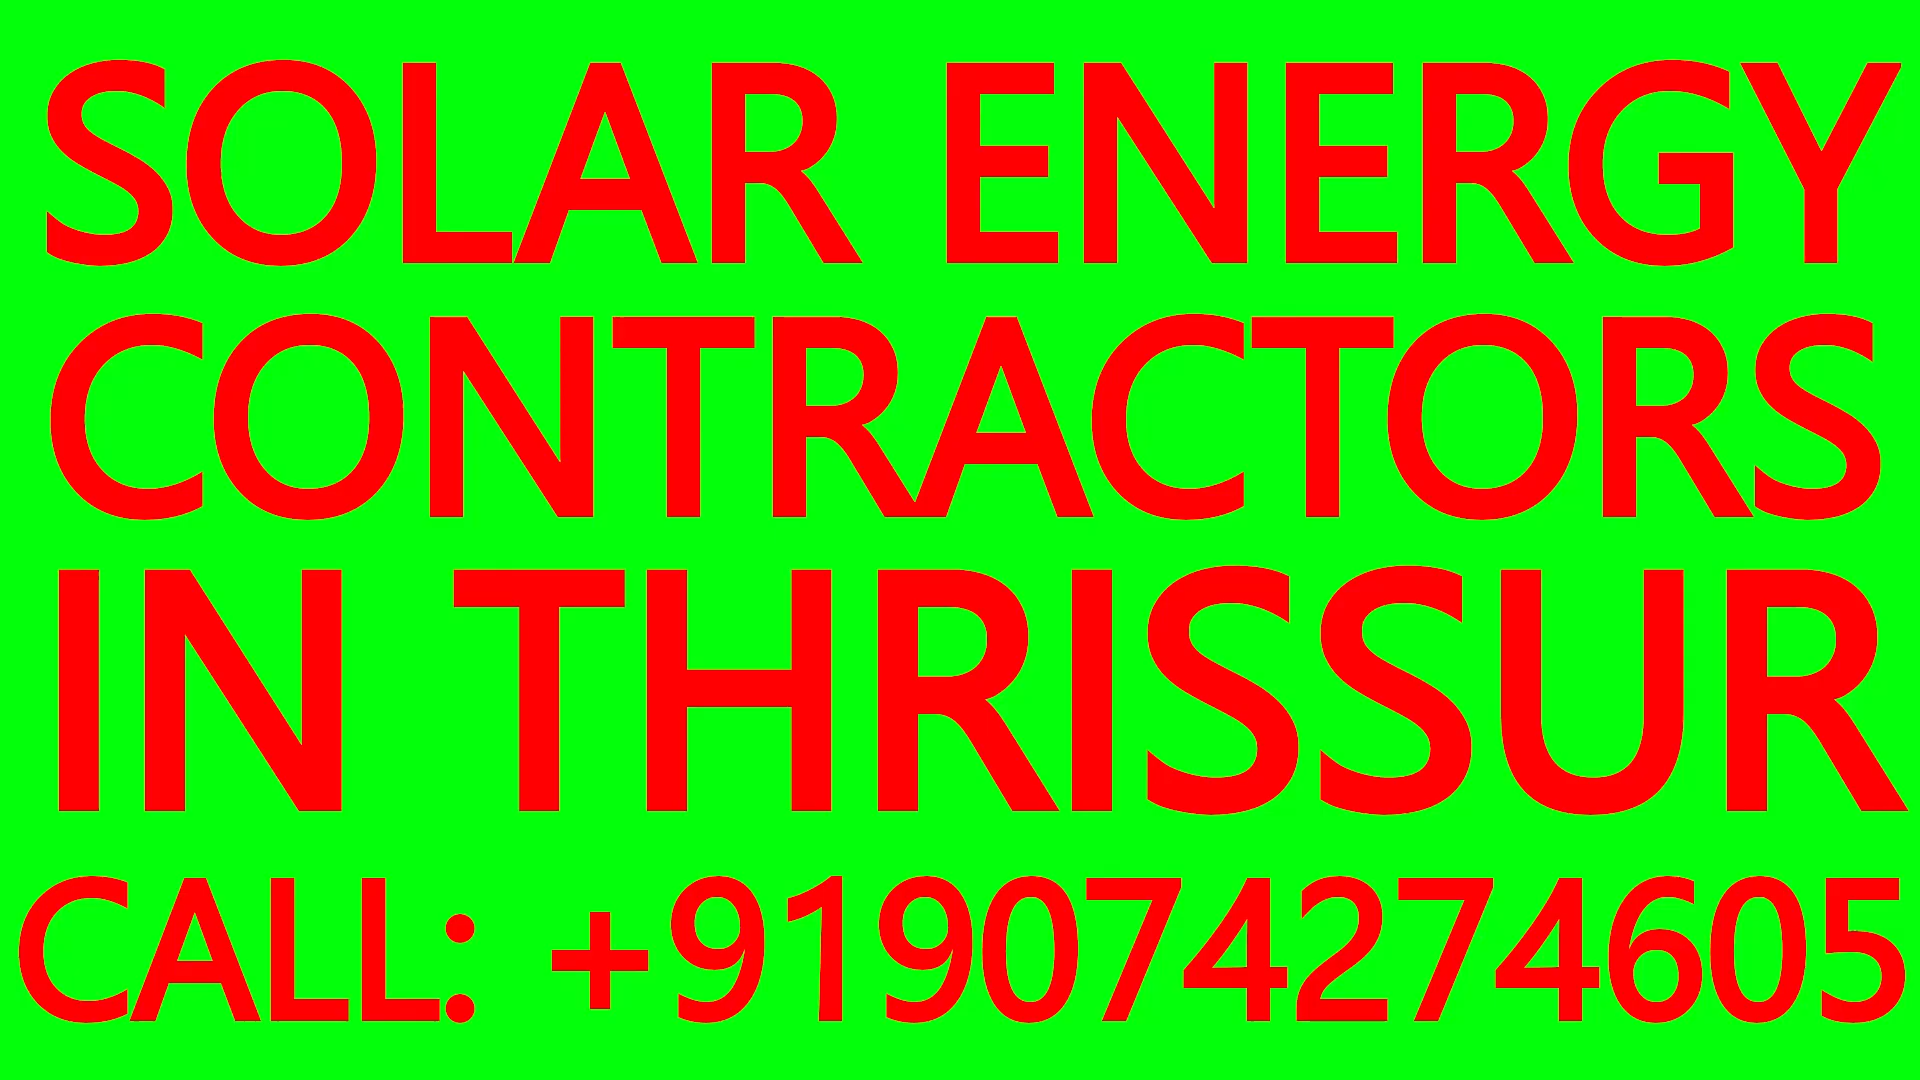 SOLAR ENERGY
CONTRACTORS
IN THRISSUR
CALL: +919074274605